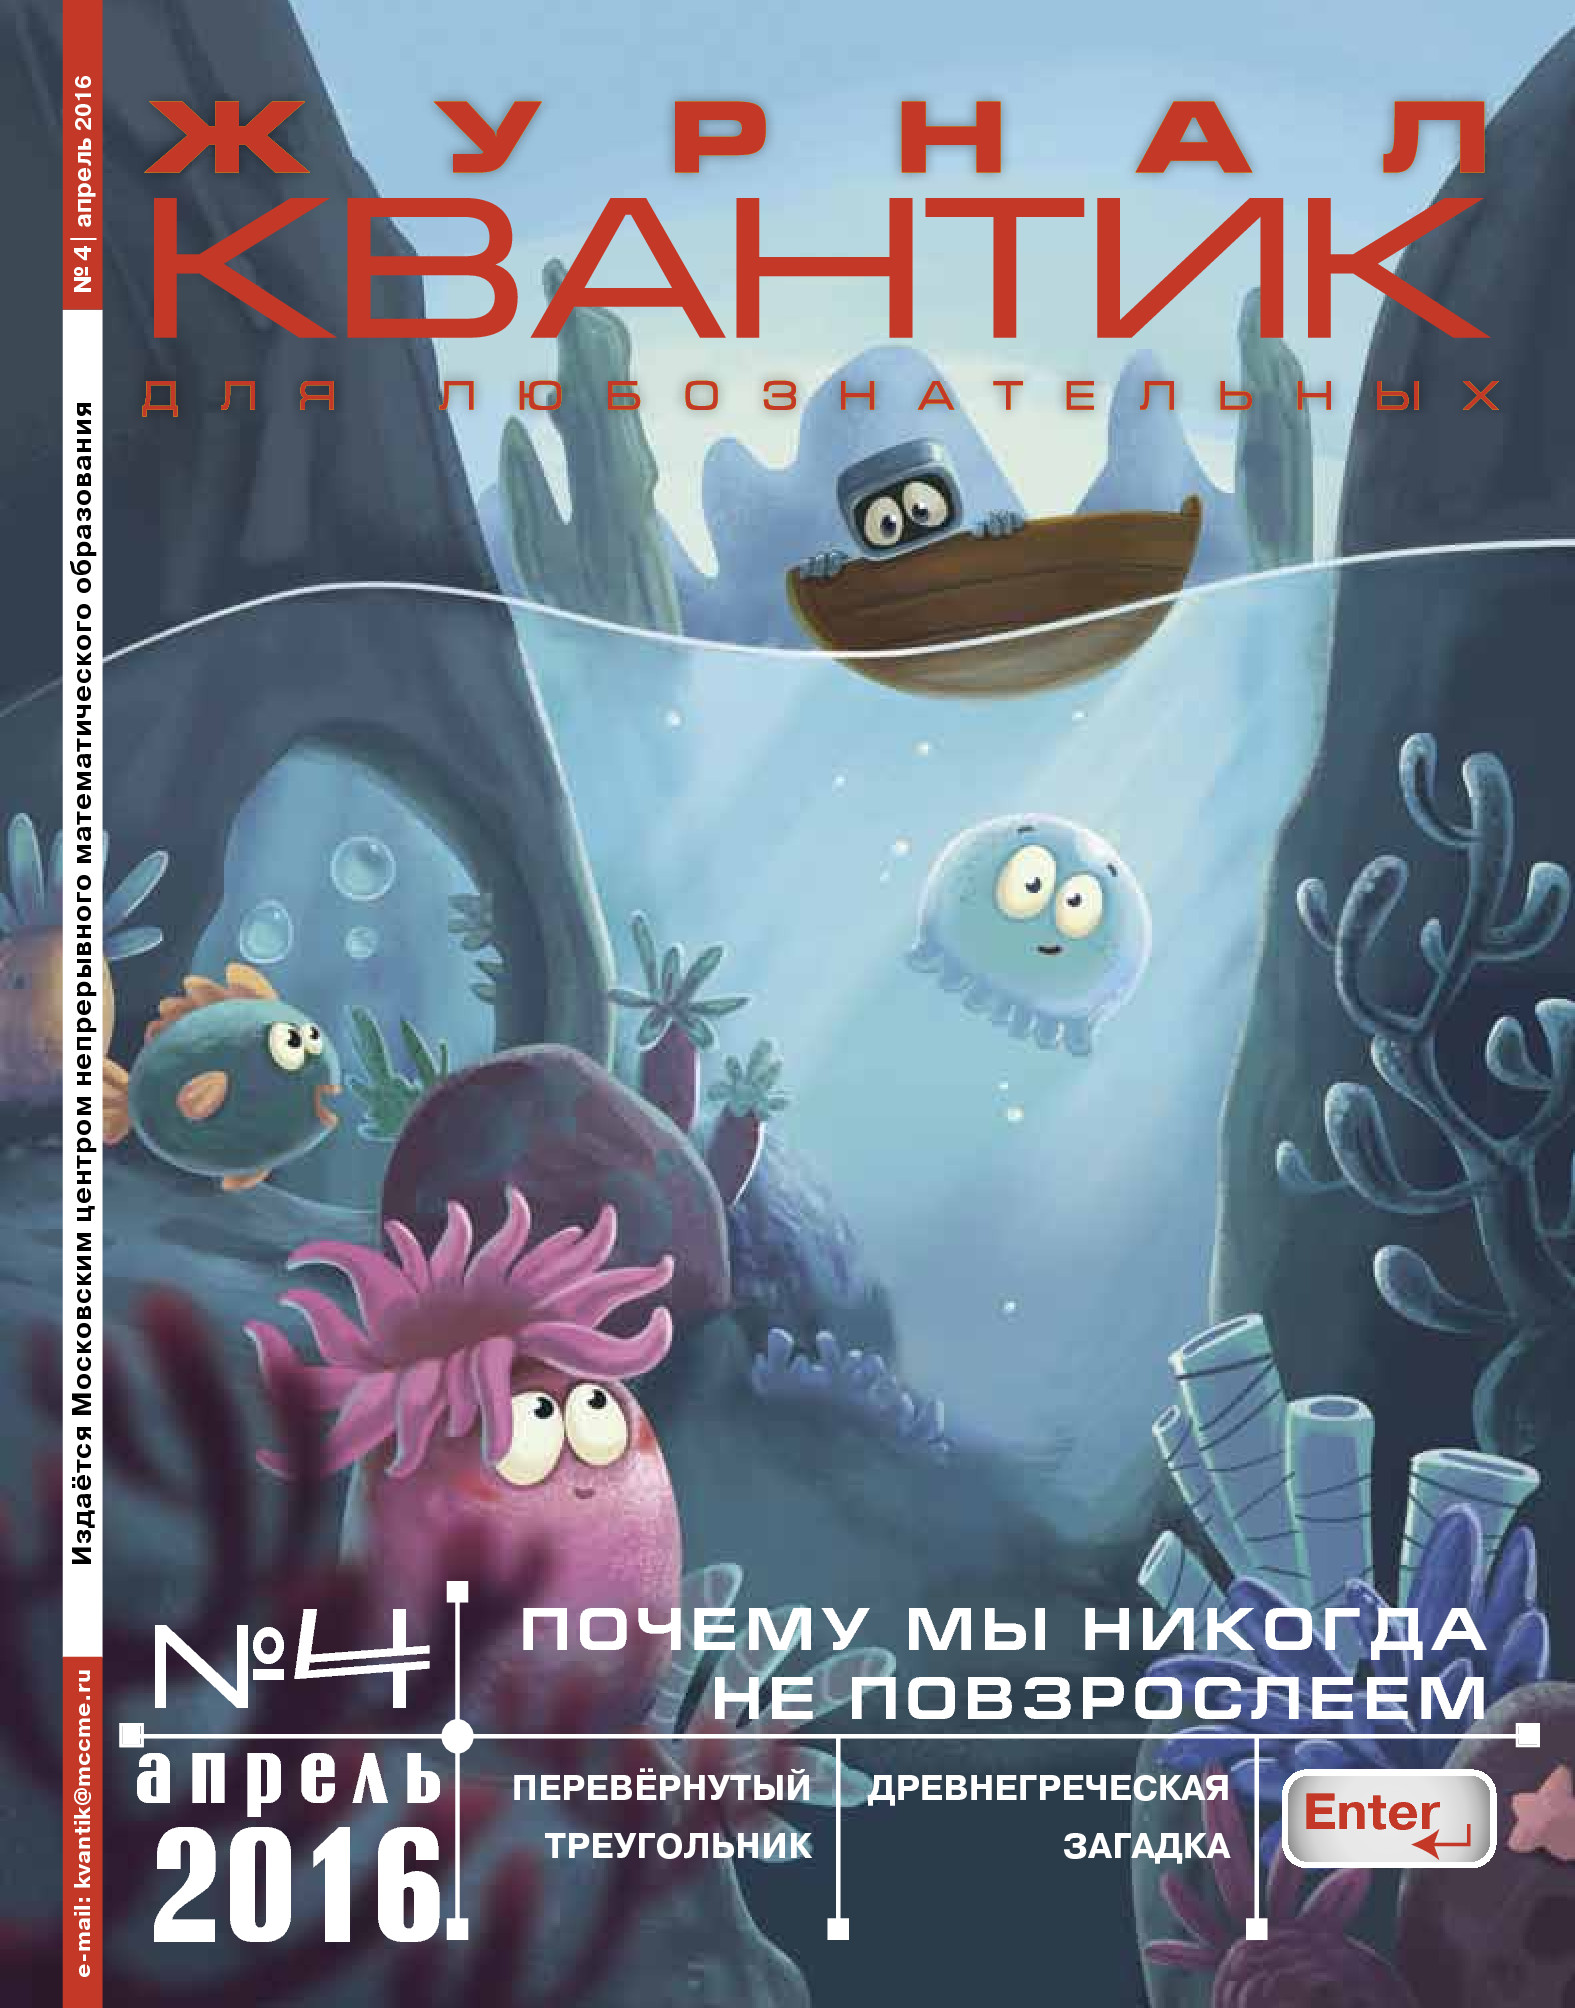 ЖУРНАЛ
КВАНТИК
ДЛЯ ЛЮБОЗНАТЕЛЬНЫХ
№ 4 | апрель 2016
Издаётся Московским центром непрерывного математического образования
e-mail: kvantik@mccme.ru
№4
апрель
2016
ПОЧЕМУ МЫ НИКОГДА
НЕ ПОВЗРОСЛЕЕМ
ПЕРЕВЁРНУТЫЙ
ТРЕУГОЛЬНИК
ДРЕВНЕГРЕЧЕСКАЯ
ЗАГАДКА
Enter